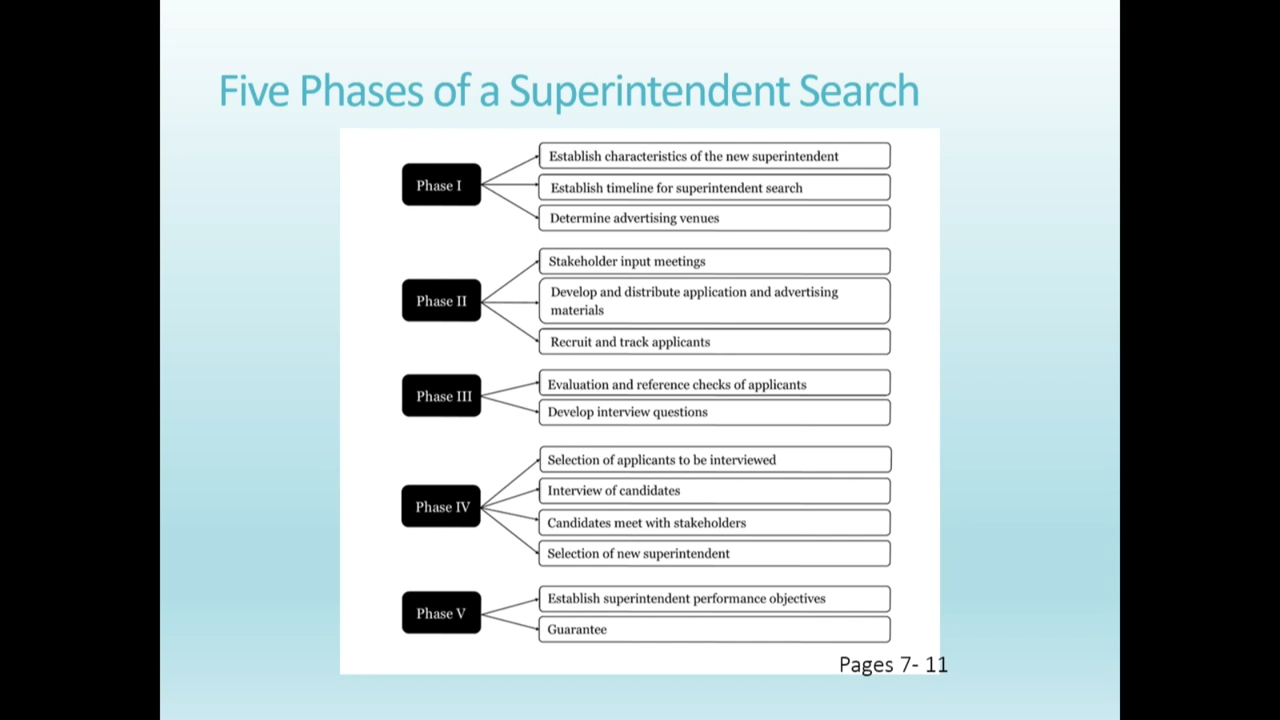 Five Phases of a Superintendent Search
Phase I
Establish characteristics of the new superintendent
Establish timeline for superintendent search
Determine advertising venues
Phase II
Stakeholder input meetings
Develop and distribute application and advertising
materials
Recruit and track applicants
Phase III
Evaluation and reference checks of applicants
Develop interview questions
Phase IV
Selection of applicants to be interviewed
Interview of candidates
Candidates meet with stakeholders
Selection of new superintendent
Phase V
Establish superintendent performance objectives
Guarantee
Pages 7- 11